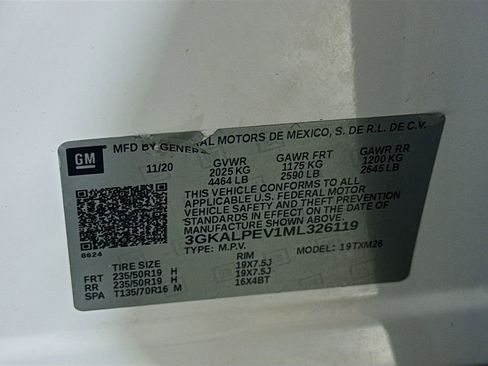 GM
MFD BY GENERAL MOTORS DE MEXICO, S. DE R.L. DE C.V.
11/20 GVWR GAWR FRT GAWR RR
2025 KG 1175 KG 1200 KG
4464 LB 2590 LB 2645 LB
THIS VEHICLE CONFORMS TO ALL
APPLICABLE U.S. FEDERAL MOTOR
VEHICLE SAFETY, BUMPER, AND THEFT
PREVENTION STANDARDS IN EFFECT ON THE
DATE OF MANUFACTURE SHOWN ABOVE.
3GKALPEV1ML326119
8624 TYPE: M.P.V. MODEL: 19TXM26
TIRE SIZE RIM
FRT 235/50R19 H 19X7.5J
RR 235/50R19 H 19X7.5J
SPA T135/70R16 M 16X4BT